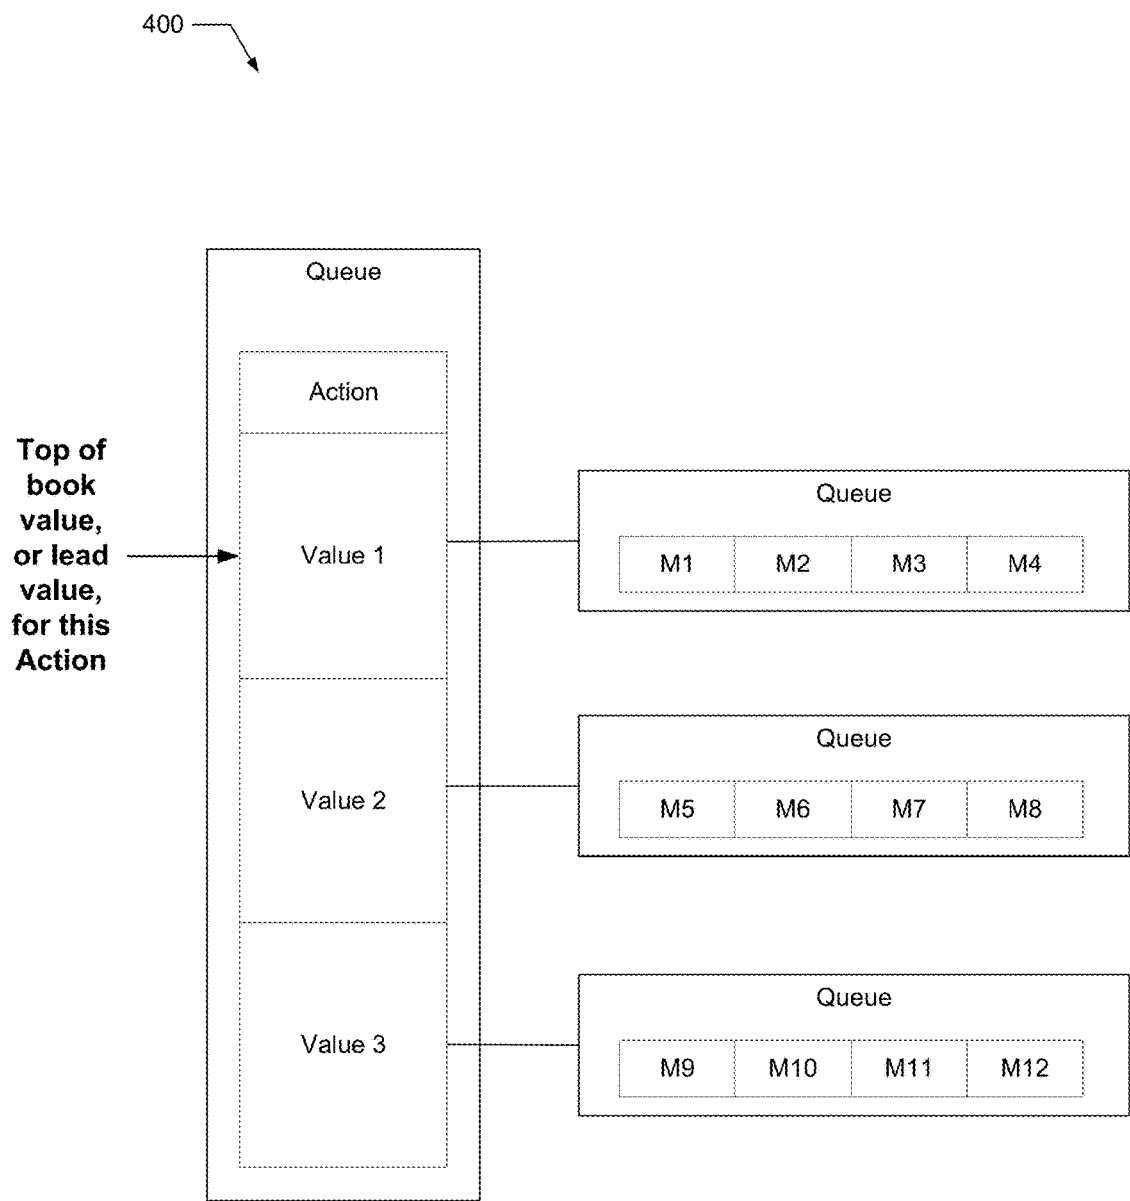 400
Queue
Action
Top of
book
value,
or lead
value,
for this
Action
Value 1
Queue
M1 M2 M3 M4
Value 2
Queue
M5 M6 M7 M8
Value 3
Queue
M9 M10 M11 M12